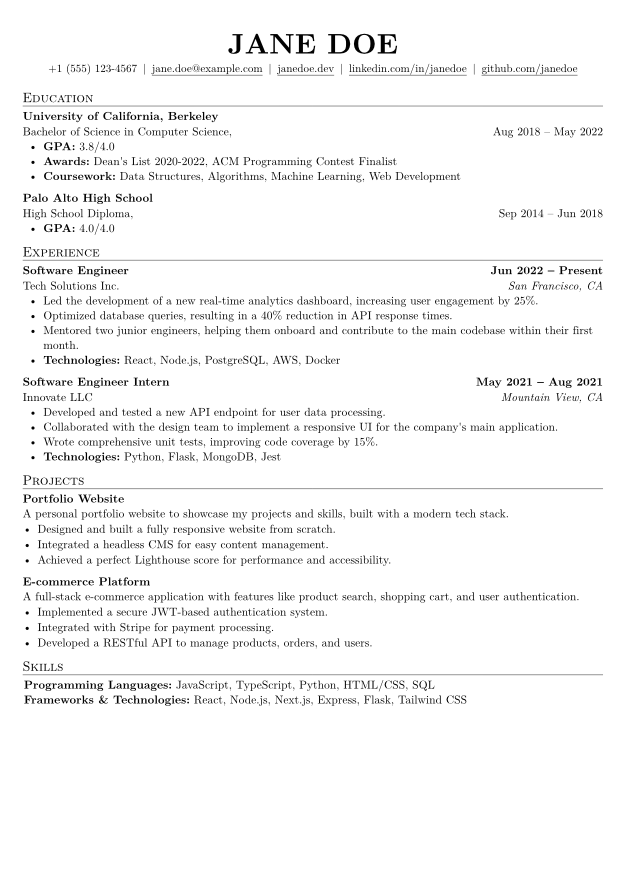 JANE DOE
+1 (555) 123-4567 | jane.doe@example.com | janedoe.dev | linkedin.com/in/janedoe | github.com/janedoe
Education
University of California, Berkeley
Bachelor of Science in Computer Science, Aug 2018 – May 2022
• GPA: 3.8/4.0
• Awards: Dean's List 2020-2022, ACM Programming Contest Finalist
• Coursework: Data Structures, Algorithms, Machine Learning, Web Development
Palo Alto High School
High School Diploma, Sep 2014 – Jun 2018
• GPA: 4.0/4.0
Experience
Software Engineer Jun 2022 – Present
Tech Solutions Inc. San Francisco, CA
• Led the development of a new real-time analytics dashboard, increasing user engagement by 25%.
• Optimized database queries, resulting in a 40% reduction in API response times.
• Mentored two junior engineers, helping them onboard and contribute to the main codebase within their first
month.
• Technologies: React, Node.js, PostgreSQL, AWS, Docker
Software Engineer Intern May 2021 – Aug 2021
Innovate LLC Mountain View, CA
• Developed and tested a new API endpoint for user data processing.
• Collaborated with the design team to implement a responsive UI for the company's main application.
• Wrote comprehensive unit tests, improving code coverage by 15%.
• Technologies: Python, Flask, MongoDB, Jest
Projects
Portfolio Website
A personal portfolio website to showcase my projects and skills, built with a modern tech stack.
• Designed and built a fully responsive website from scratch.
• Integrated a headless CMS for easy content management.
• Achieved a perfect Lighthouse score for performance and accessibility.
E-commerce Platform
A full-stack e-commerce application with features like product search, shopping cart, and user authentication.
• Implemented a secure JWT-based authentication system.
• Integrated with Stripe for payment processing.
• Developed a RESTful API to manage products, orders, and users.
Skills
Programming Languages: JavaScript, TypeScript, Python, HTML/CSS, SQL
Frameworks & Technologies: React, Node.js, Next.js, Express, Flask, Tailwind CSS